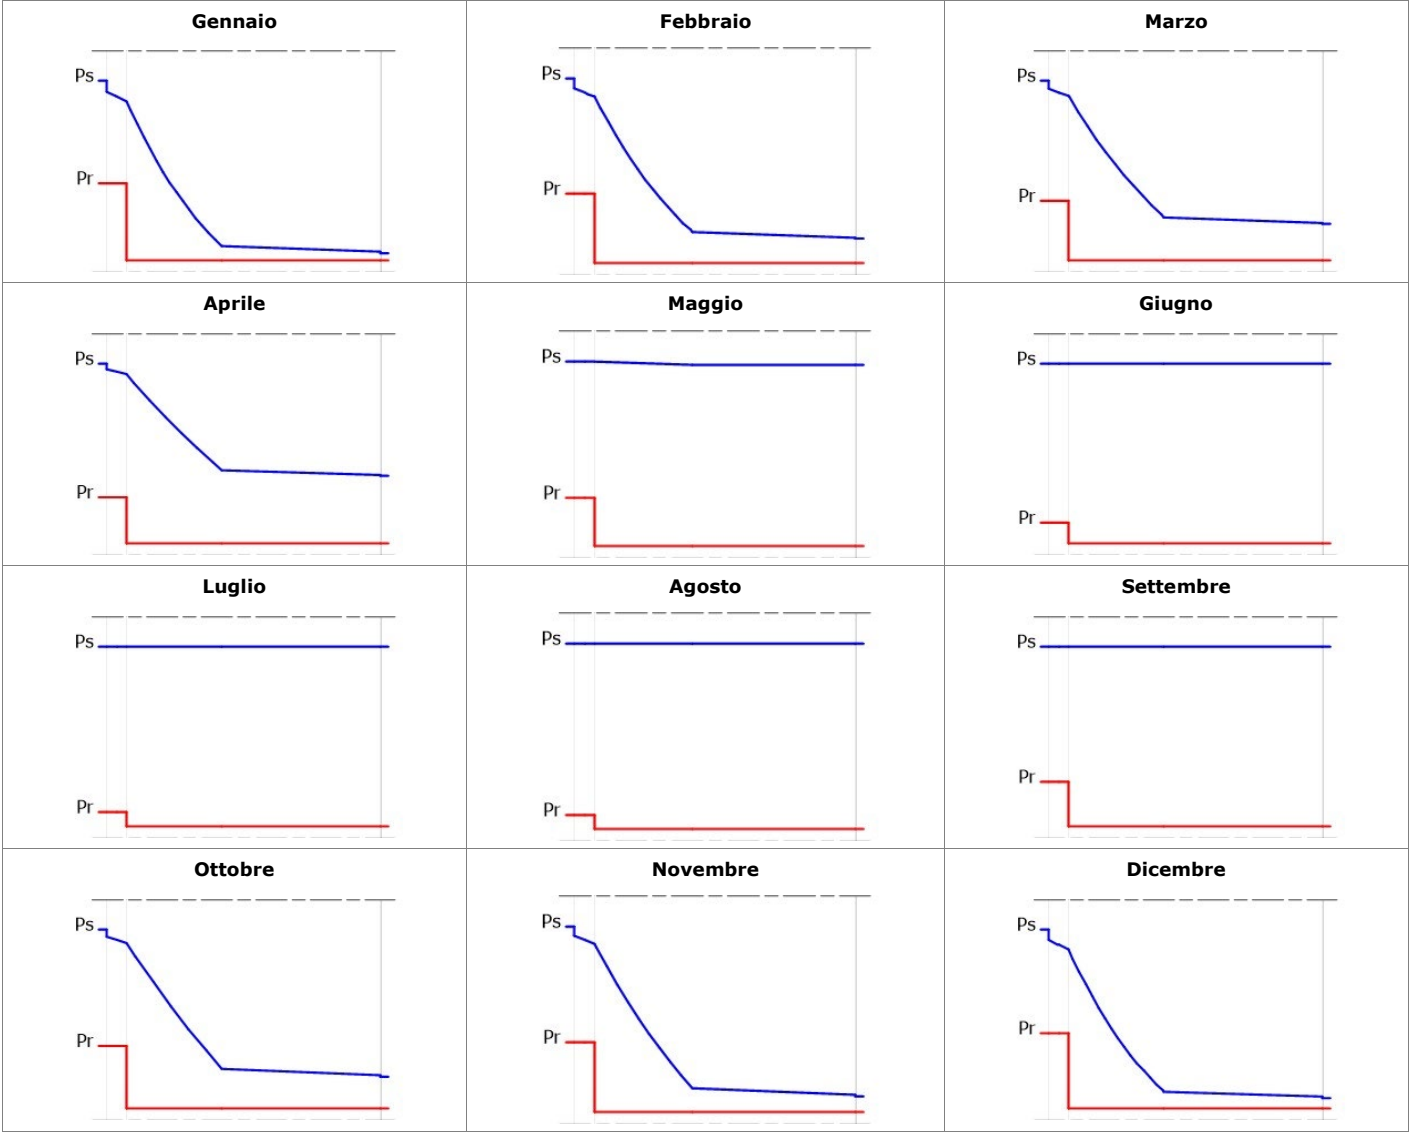 Gennaio
Febbraio
Marzo
Ps
Ps
Ps
Pr
Pr
Pr
Aprile
Maggio
Giugno
Ps
Ps
Ps
Pr
Pr
Pr
Luglio
Agosto
Settembre
Ps
Ps
Ps
Pr
Pr
Pr
Ottobre
Novembre
Dicembre
Ps
Ps
Ps
Pr
Pr
Pr